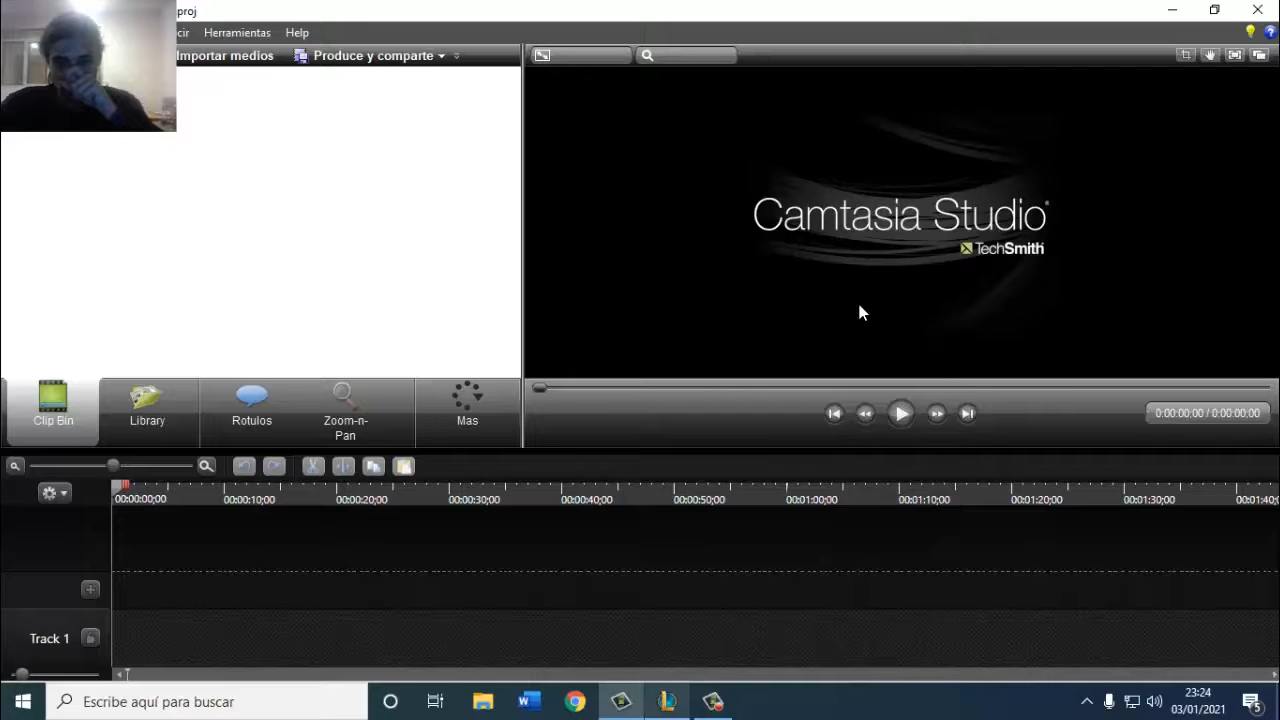 proj
cir Herramientas Help
Importar medios Produce y comparte
Camtasia Studio®
TechSmith
Clip Bin Library Rotulos Zoom-n-Pan Mas
0:00:00;00 / 0:00:00;00
00:00:00;00 00:00:10;00 00:00:20;00 00:00:30;00 00:00:40;00 00:00:50;00 00:01:00;00 00:01:10;00 00:01:20;00 00:01:30;00 00:01:40;
Track 1
Escribe aquí para buscar
23:24
03/01/2021
5